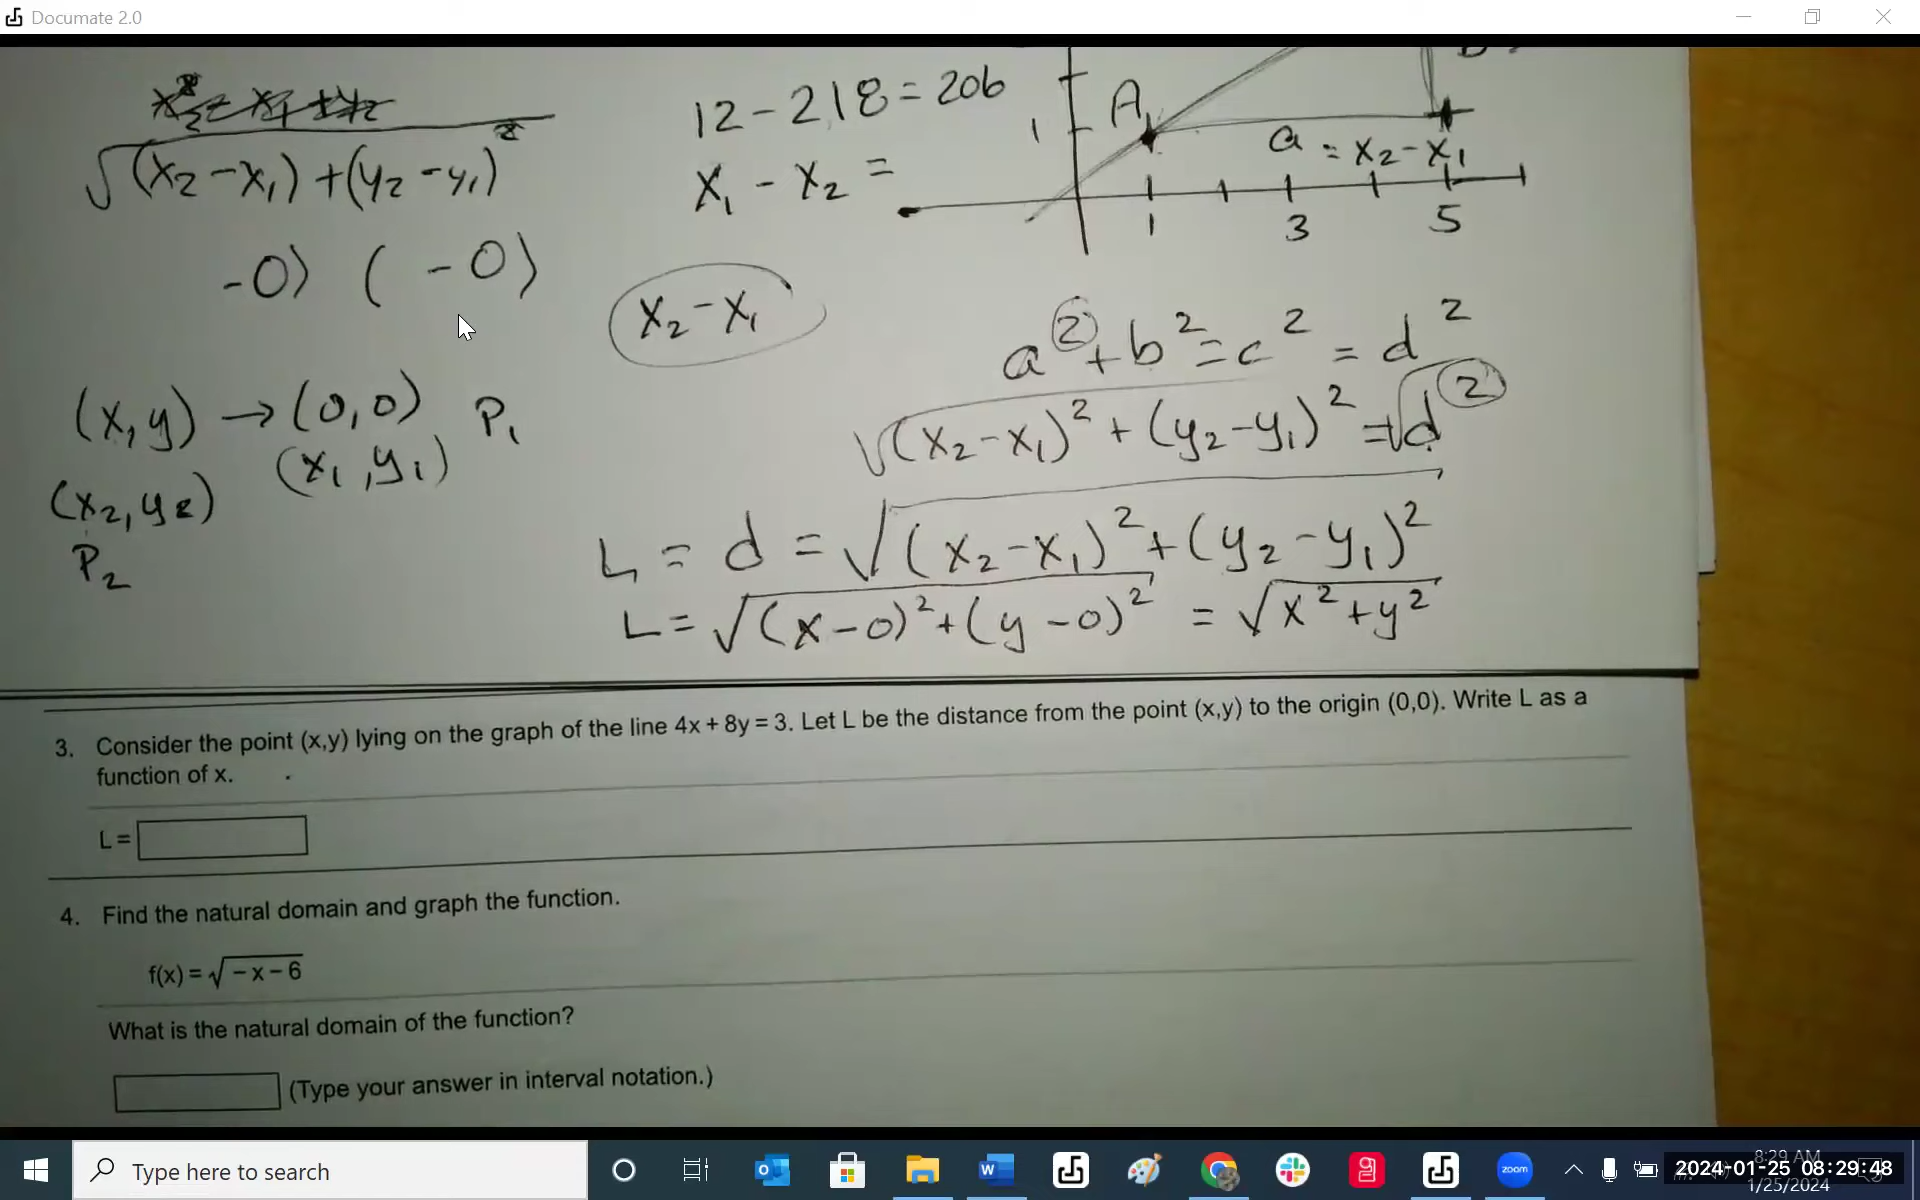 Documate 2.0
√(x₂-x₁)+(y₂-y₁)²
-0) ( -0)
(x,y) → (0,0) P₁
(x₂,y₂) (x₁,y₁)
P₂
12-218=206
x₁ - x₂ =
x₂-x₁
A
1
a = x₂-x₁
1 3 5
a²+b²=c² = d²
√(x₂-x₁)²+(y₂-y₁)² = √d²
L = d = √(x₂-x₁)²+(y₂-y₁)²
L = √(x-0)²+(y-0)² = √x²+y²
3. Consider the point (x,y) lying on the graph of the line 4x + 8y = 3. Let L be the distance from the point (x,y) to the origin (0,0). Write L as a
function of x.
L =
4. Find the natural domain and graph the function.
f(x) = √-x-6
What is the natural domain of the function?
(Type your answer in interval notation.)
Type here to search
zoom
8:29 AM
2024-01-25 08:29:48
1/25/2024